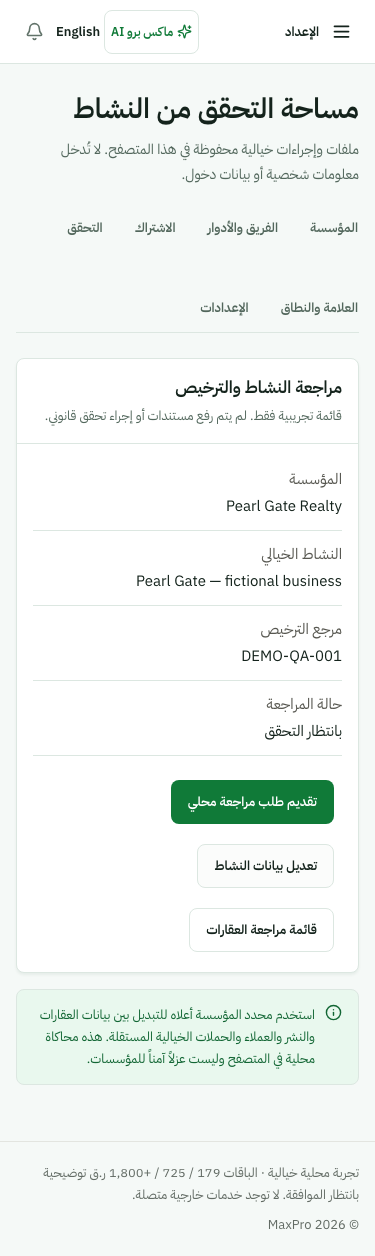 الإعداد
ماكس برو AI
English
مساحة التحقق من النشاط
ملفات وإجراءات خيالية محفوظة في هذا المتصفح. لا تُدخل
معلومات شخصية أو بيانات دخول.
المؤسسة
الفريق والأدوار
الاشتراك
التحقق
العلامة والنطاق
الإعدادات
مراجعة النشاط والترخيص
قائمة تجريبية فقط. لم يتم رفع مستندات أو إجراء تحقق قانوني.
المؤسسة
Pearl Gate Realty
النشاط الخيالي
Pearl Gate — fictional business
مرجع الترخيص
DEMO-QA-001
حالة المراجعة
بانتظار التحقق
تقديم طلب مراجعة محلي
تعديل بيانات النشاط
قائمة مراجعة العقارات
استخدم محدد المؤسسة أعلاه للتبديل بين بيانات العقارات
والنشر والعملاء والحملات الخيالية المستقلة. هذه محاكاة
محلية في المتصفح وليست عزلاً آمناً للمؤسسات.
تجربة محلية خيالية · الباقات 179 / 725 / +1,800 ر.ق توضيحية
بانتظار الموافقة. لا توجد خدمات خارجية متصلة.
© 2026 MaxPro